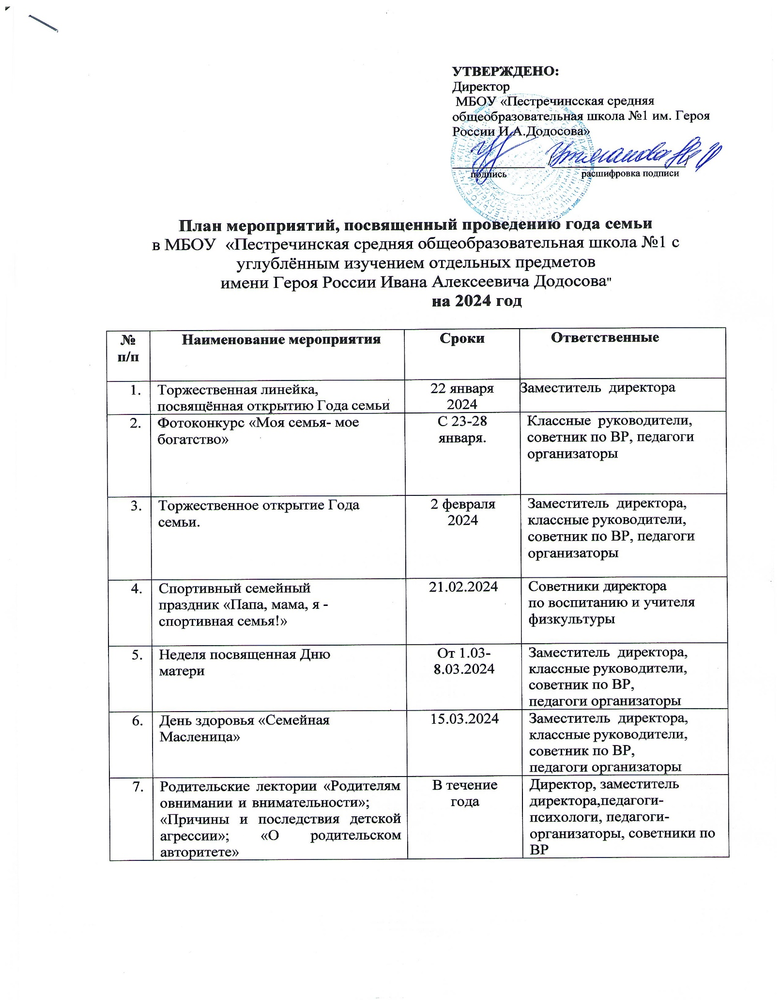 УТВЕРЖДЕНО:
Директор
МБОУ «Пестречинсская средняя
общеобразовательная школа №1 им. Героя
России И.А.Додосова»
подпись расшифровка подписи
План мероприятий, посвященный проведению года семьи
в МБОУ «Пестречинская средняя общеобразовательная школа №1 с
углублённым изучением отдельных предметов
имени Героя России Ивана Алексеевича Додосова"
на 2024 год
№ п/п Наименование мероприятия Сроки Ответственные
1. Торжественная линейка, 22 января Заместитель директора
посвящённая открытию Года семьи 2024
2. Фотоконкурс «Моя семья- мое С 23-28 Классные руководители,
богатство» января. советник по ВР, педагоги
организаторы
3. Торжественное открытие Года 2 февраля Заместитель директора,
семьи. 2024 классные руководители,
советник по ВР, педагоги
организаторы
4. Спортивный семейный 21.02.2024 Советники директора
праздник «Папа, мама, я - по воспитанию и учителя
спортивная семья!» физкультуры
5. Неделя посвященная Дню От 1.03- Заместитель директора,
матери 8.03.2024 классные руководители,
советник по ВР,
педагоги организаторы
6. День здоровья «Семейная 15.03.2024 Заместитель директора,
Масленица» классные руководители,
советник по ВР,
педагоги организаторы
7. Родительские лектории «Родителям В течение Директор, заместитель
овнимании и внимательности»; года директора,педагоги-
«Причины и последствия детской психологи, педагоги-
агрессии»; «О родительском организаторы, советники по
авторитете» ВР